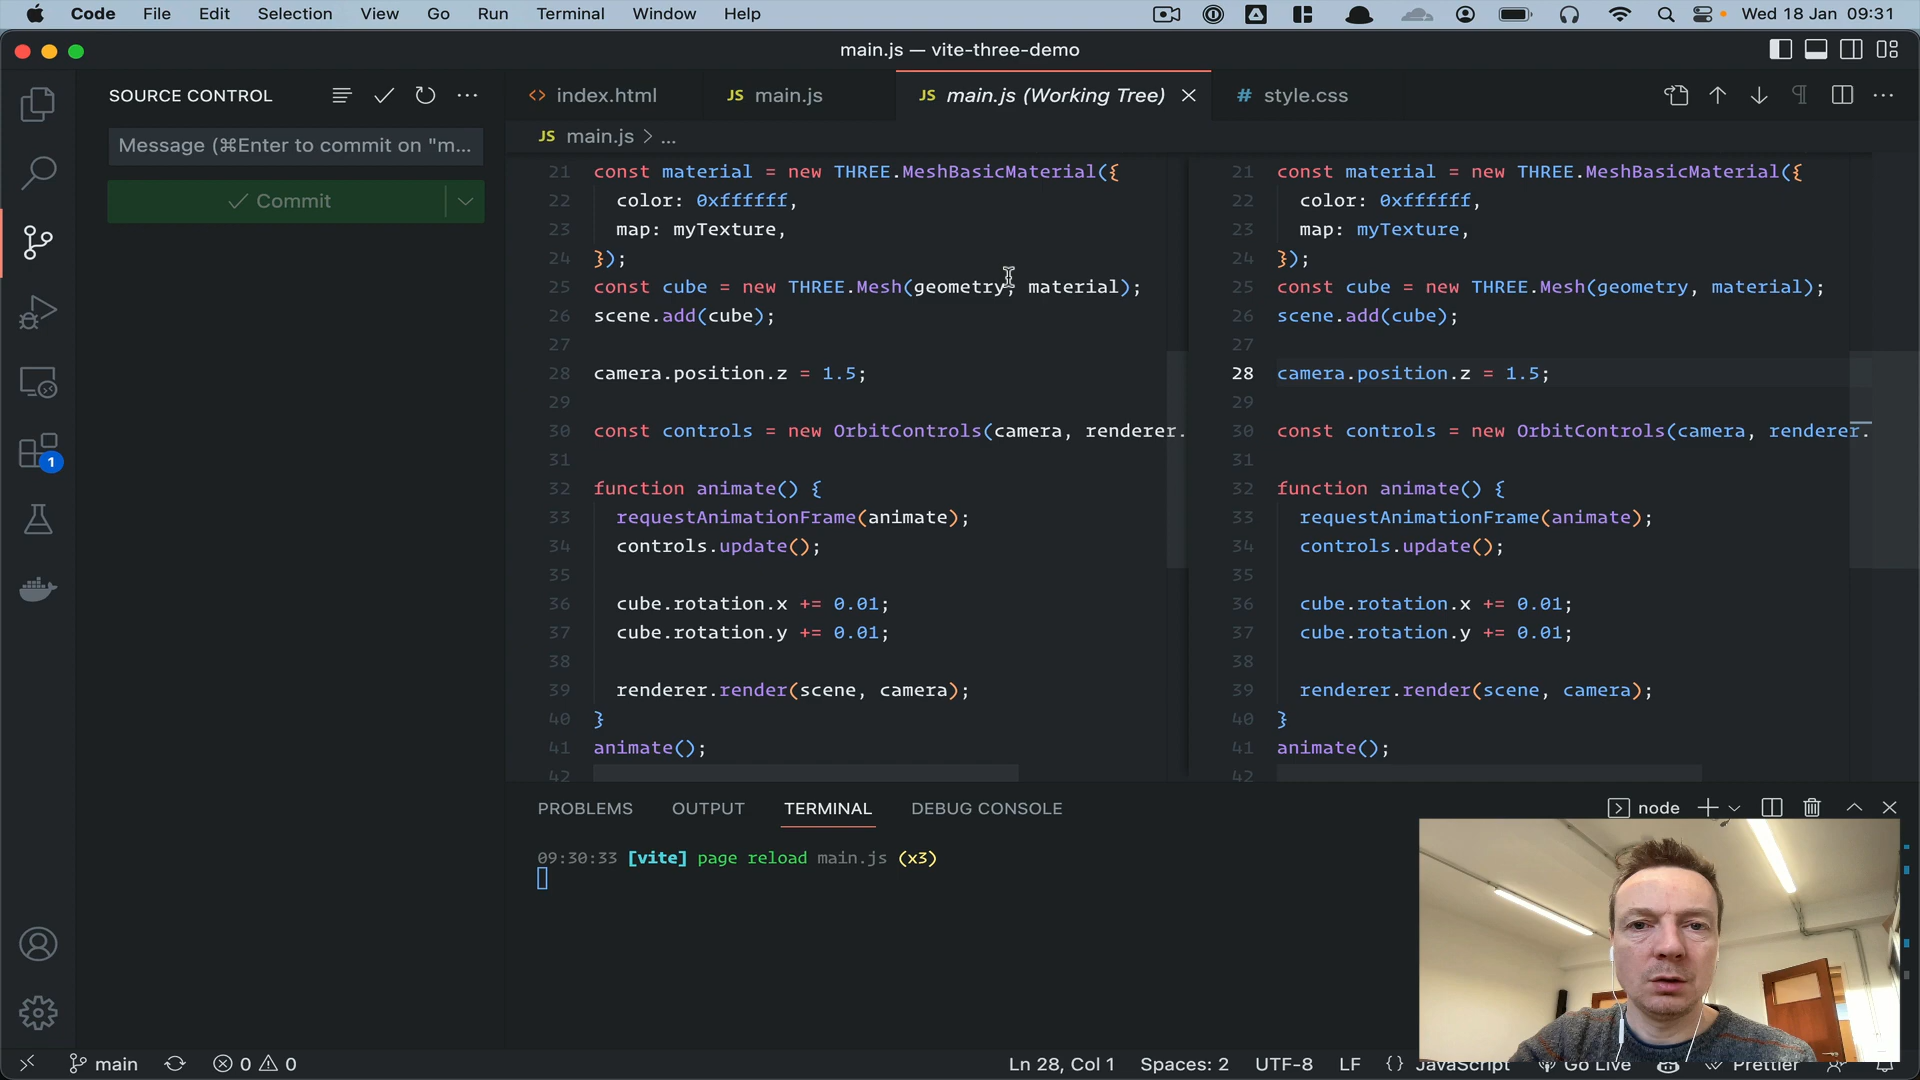 Code File Edit Selection View Go Run Terminal Window Help Wed 18 Jan 09:31
main.js — vite-three-demo
SOURCE CONTROL
Message (⌘Enter to commit on "m...
Commit
1
<> index.html JS main.js JS main.js (Working Tree) # style.css
JS main.js > ...
21 const material = new THREE.MeshBasicMaterial({
22 color: 0xffffff,
23 map: myTexture,
24 });
25 const cube = new THREE.Mesh(geometry, material);
26 scene.add(cube);
27
28 camera.position.z = 1.5;
29
30 const controls = new OrbitControls(camera, renderer.
31
32 function animate() {
33 requestAnimationFrame(animate);
34 controls.update();
35
36 cube.rotation.x += 0.01;
37 cube.rotation.y += 0.01;
38
39 renderer.render(scene, camera);
40 }
41 animate();
42
21 const material = new THREE.MeshBasicMaterial({
22 color: 0xffffff,
23 map: myTexture,
24 });
25 const cube = new THREE.Mesh(geometry, material);
26 scene.add(cube);
27
28 camera.position.z = 1.5;
29
30 const controls = new OrbitControls(camera, renderer.
31
32 function animate() {
33 requestAnimationFrame(animate);
34 controls.update();
35
36 cube.rotation.x += 0.01;
37 cube.rotation.y += 0.01;
38
39 renderer.render(scene, camera);
40 }
41 animate();
42
PROBLEMS OUTPUT TERMINAL DEBUG CONSOLE node
09:30:33 [vite] page reload main.js (x3)
main 0 0 Ln 28, Col 1 Spaces: 2 UTF-8 LF {} JavaScript Go Live Prettier